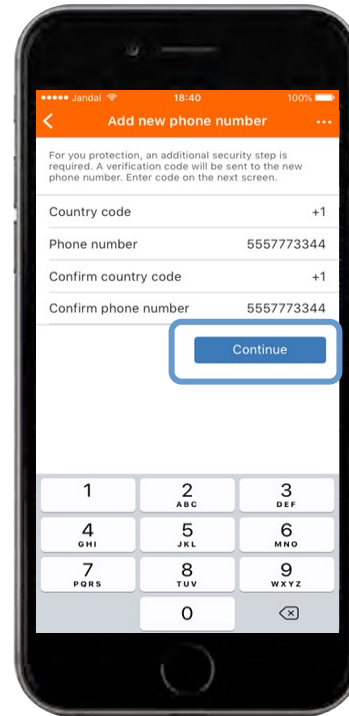 Jandal 18:40 100%
Add new phone number ...
For you protection, an additional security step is
required. A verification code will be sent to the new
phone number. Enter code on the next screen.
Country code +1
Phone number 5557773344
Confirm country code +1
Confirm phone number 5557773344
Continue
1 2 3
ABC DEF
4 5 6
GHI JKL MNO
7 8 9
PQRS TUV WXYZ
0